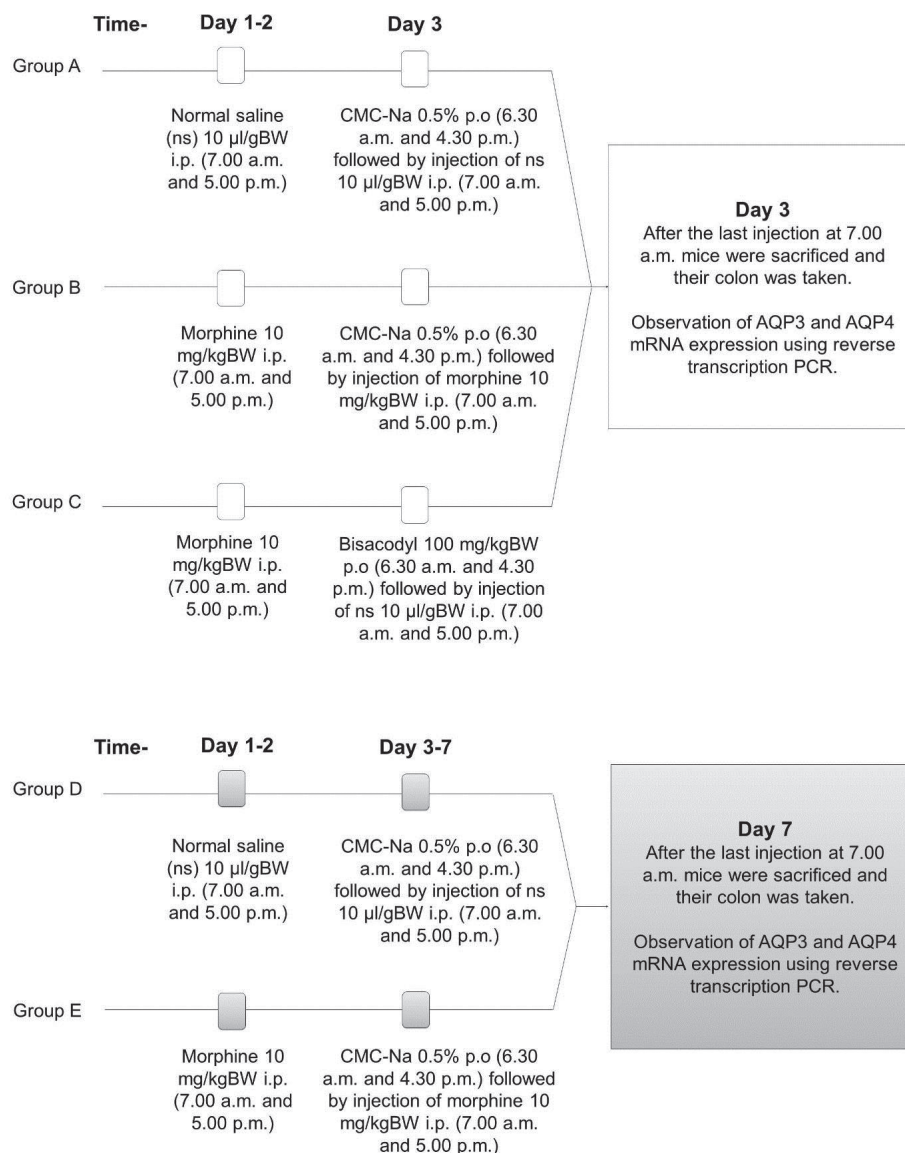 Time- Day 1-2 Day 3
Group A
Normal saline
(ns) 10 µl/gBW
i.p. (7.00 a.m.
and 5.00 p.m.)
CMC-Na 0.5% p.o (6.30
a.m. and 4.30 p.m.)
followed by injection of ns
10 µl/gBW i.p. (7.00 a.m.
and 5.00 p.m.)
Group B
Morphine 10
mg/kgBW i.p.
(7.00 a.m. and
5.00 p.m.)
CMC-Na 0.5% p.o (6.30
a.m. and 4.30 p.m.) followed
by injection of morphine 10
mg/kgBW i.p. (7.00 a.m.
and 5.00 p.m.)
Group C
Morphine 10
mg/kgBW i.p.
(7.00 a.m. and
5.00 p.m.)
Bisacodyl 100 mg/kgBW
p.o (6.30 a.m. and 4.30
p.m.) followed by injection
of ns 10 µl/gBW i.p. (7.00
a.m. and 5.00 p.m.)
Day 3
After the last injection at 7.00
a.m. mice were sacrificed and
their colon was taken.
Observation of AQP3 and AQP4
mRNA expression using reverse
transcription PCR.
Time- Day 1-2 Day 3-7
Group D
Normal saline
(ns) 10 µl/gBW
i.p. (7.00 a.m.
and 5.00 p.m.)
CMC-Na 0.5% p.o (6.30
a.m. and 4.30 p.m.)
followed by injection of ns
10 µl/gBW i.p. (7.00 a.m.
and 5.00 p.m.)
Group E
Morphine 10
mg/kgBW i.p.
(7.00 a.m. and
5.00 p.m.)
CMC-Na 0.5% p.o (6.30
a.m. and 4.30 p.m.) followed
by injection of morphine 10
mg/kgBW i.p. (7.00 a.m.
and 5.00 p.m.)
Day 7
After the last injection at 7.00
a.m. mice were sacrificed and
their colon was taken.
Observation of AQP3 and AQP4
mRNA expression using reverse
transcription PCR.